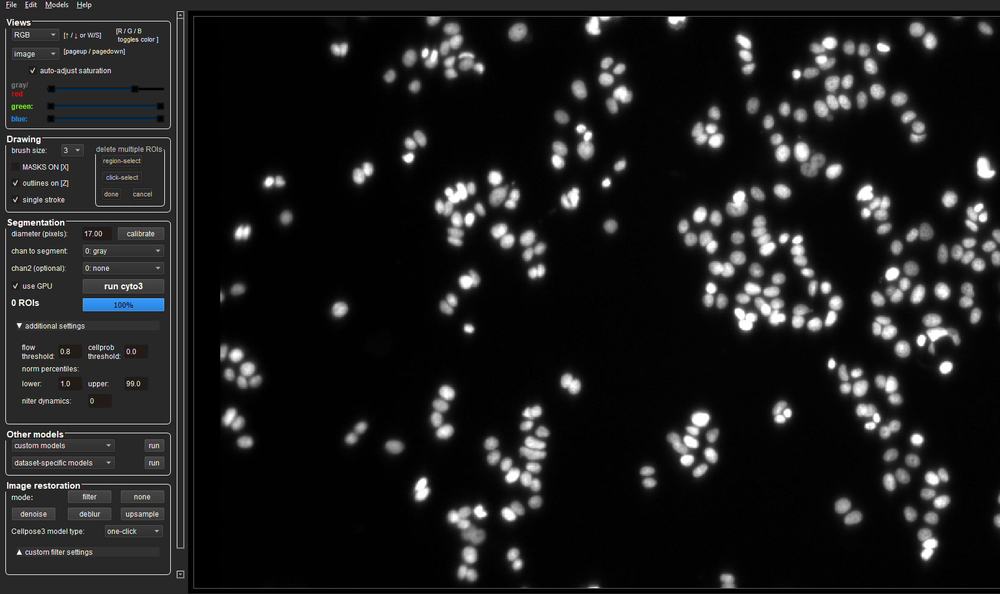 File Edit Models Help
Views
RGB [↑ / ↓ or W/S] [R / G / B
toggles color ]
image [pageup / pagedown]
auto-adjust saturation
gray/
red
green:
blue:
Drawing
brush size: 3 delete multiple ROIs
region-select
MASKS ON [X]
click-select
outlines on [Z]
done cancel
single stroke
Segmentation
diameter (pixels): 17.00 calibrate
chan to segment: 0: gray
chan2 (optional): 0: none
use GPU run cyto3
0 ROIs 100%
▼ additional settings
flow cellprob
threshold: 0.8 threshold: 0.0
norm percentiles:
lower: 1.0 upper: 99.0
niter dynamics: 0
Other models
custom models run
dataset-specific models run
Image restoration
mode: filter none
denoise deblur upsample
Cellpose3 model type: one-click
▲ custom filter settings